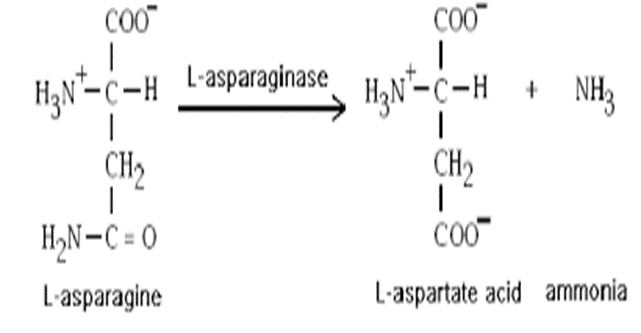 COO⁻ COO⁻
H₃N⁺–C–H L-asparaginase H₃N⁺–C–H + NH₃
CH₂ CH₂
H₂N–C=O COO⁻
L-asparagine L-aspartate acid ammonia